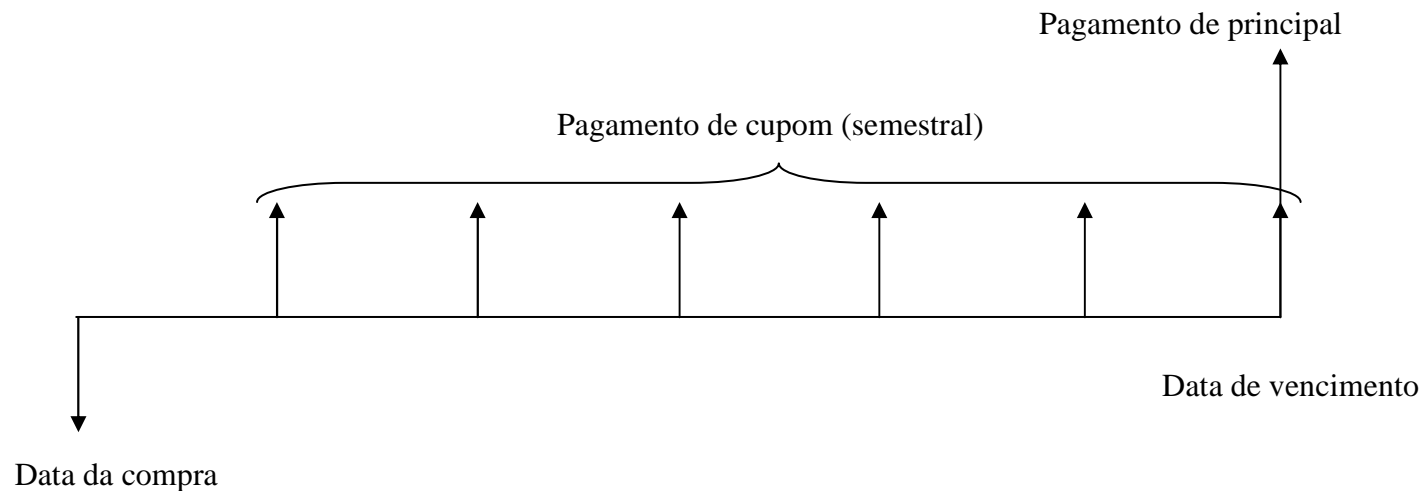 Pagamento de principal
Pagamento de cupom (semestral)
Data de vencimento
Data da compra